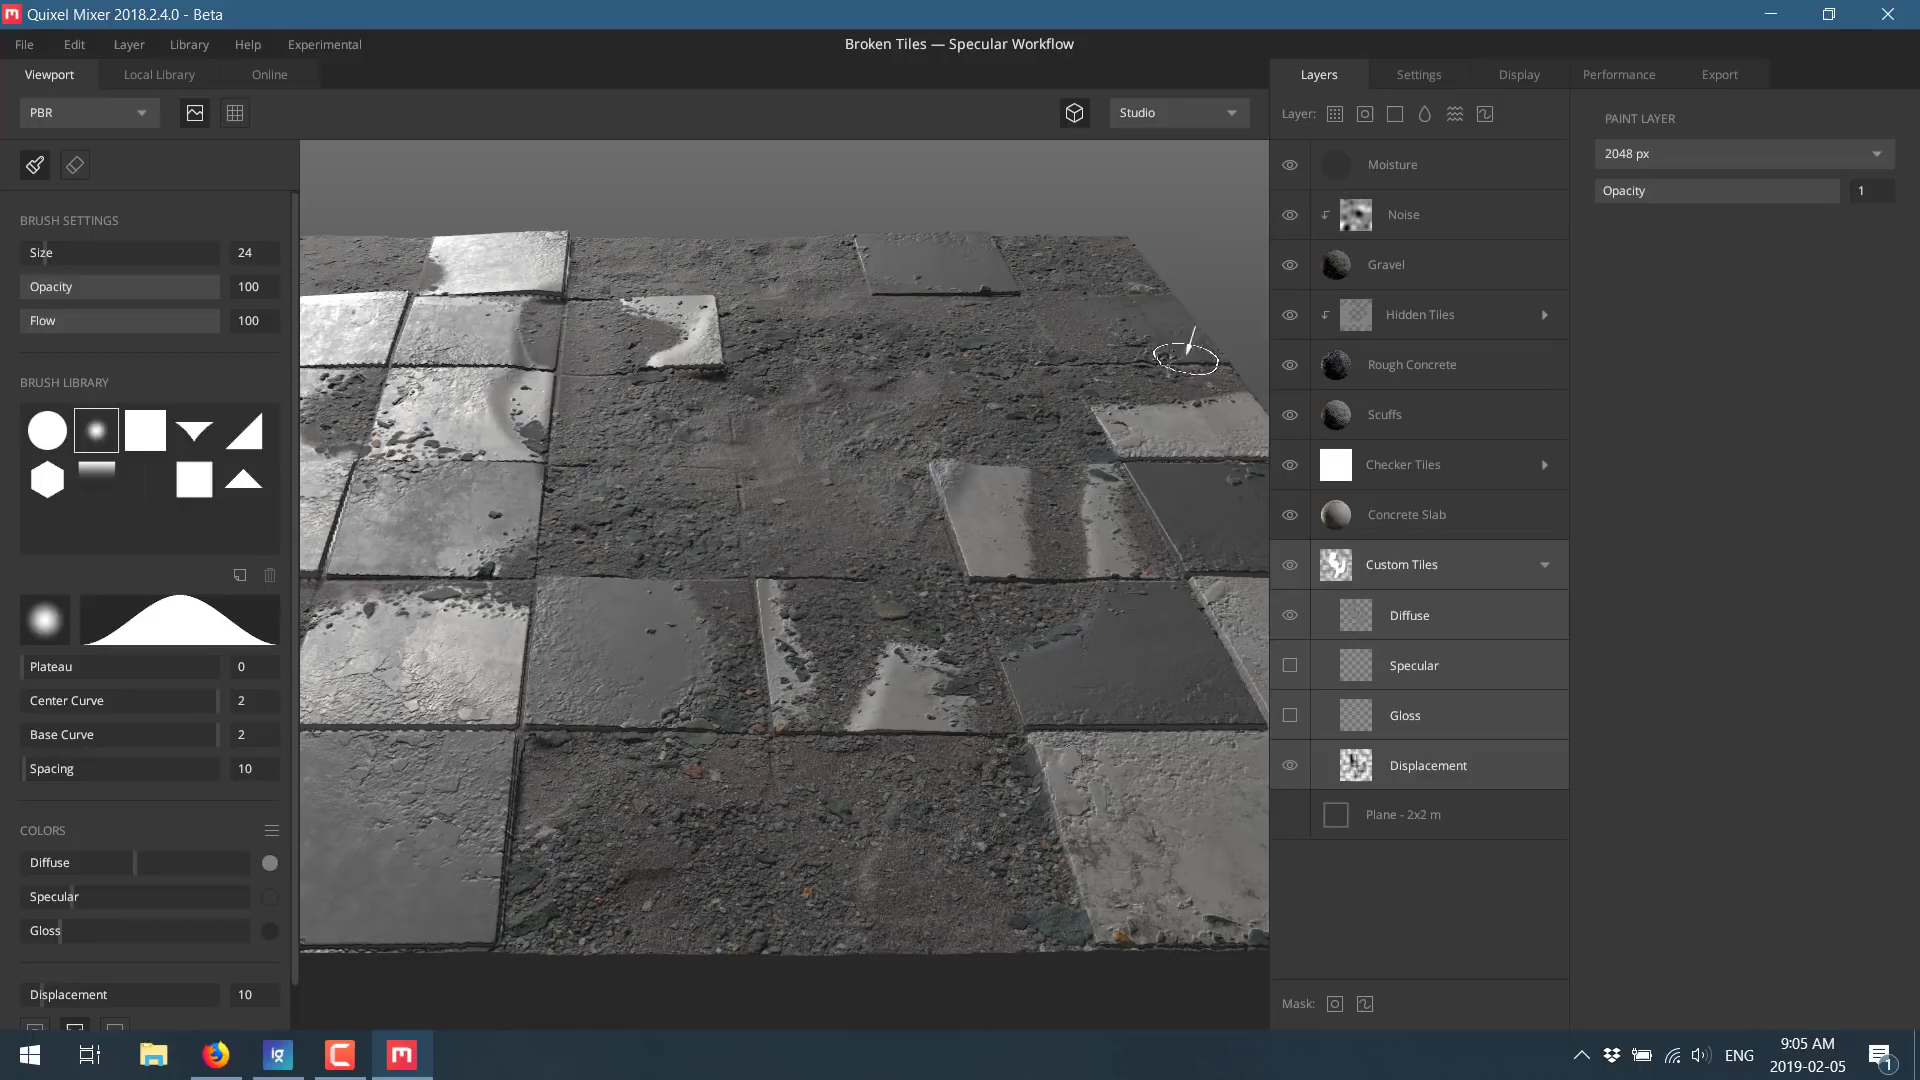 Quixel Mixer 2018.2.4.0 - Beta
File Edit Layer Library Help Experimental
Broken Tiles — Specular Workflow
Viewport Local Library Online
Layers Settings Display Performance Export
PBR
Studio
Layer:
PAINT LAYER
2048 px
Opacity 1
BRUSH SETTINGS
Size 24
Opacity 100
Flow 100
BRUSH LIBRARY
Plateau 0
Center Curve 2
Base Curve 2
Spacing 10
COLORS
Diffuse
Specular
Gloss
Displacement 10
Moisture
Noise
Gravel
Hidden Tiles
Rough Concrete
Scuffs
Checker Tiles
Concrete Slab
Custom Tiles
Diffuse
Specular
Gloss
Displacement
Plane - 2x2 m
Mask:
ig
ENG
9:05 AM
2019-02-05
1